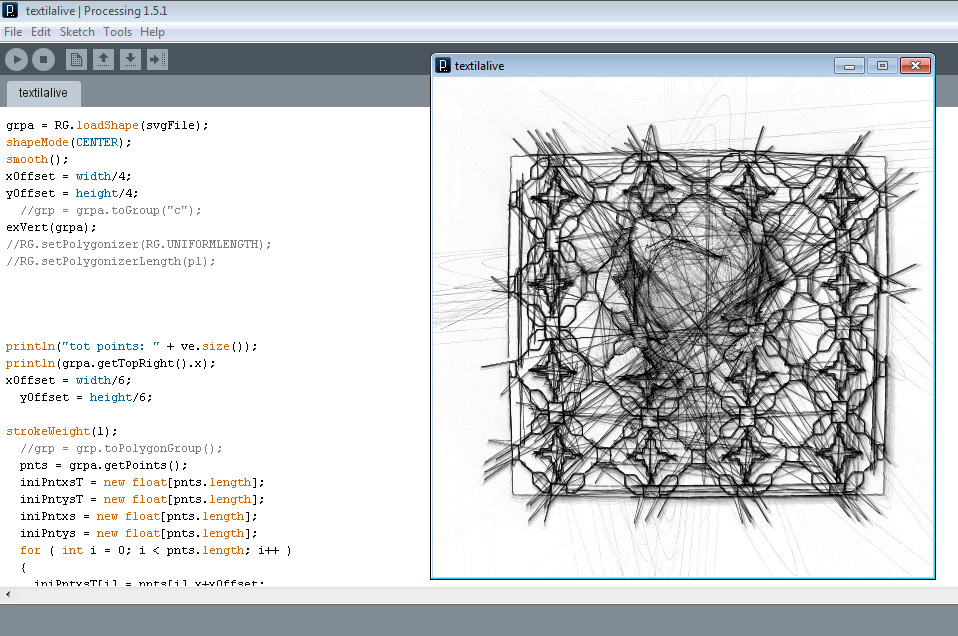 textilalive | Processing 1.5.1
File Edit Sketch Tools Help
textilalive
textilalive
grpa = RG.loadShape(svgFile);
shapeMode(CENTER);
smooth();
xOffset = width/4;
yOffset = height/4;
//grp = grpa.toGroup("c");
exVert(grpa);
//RG.setPolygonizer(RG.UNIFORMLENGTH);
//RG.setPolygonizerLength(pl);
println("tot points: " + ve.size());
println(grpa.getTopRight().x);
xOffset = width/6;
yOffset = height/6;
strokeWeight(1);
//grp = grp.toPolygonGroup();
pnts = grpa.getPoints();
iniPntxsT = new float[pnts.length];
iniPntysT = new float[pnts.length];
iniPntxs = new float[pnts.length];
iniPntys = new float[pnts.length];
for ( int i = 0; i < pnts.length; i++ )
{
iniPntxsT[i] = pnts[i].x+xOffset;